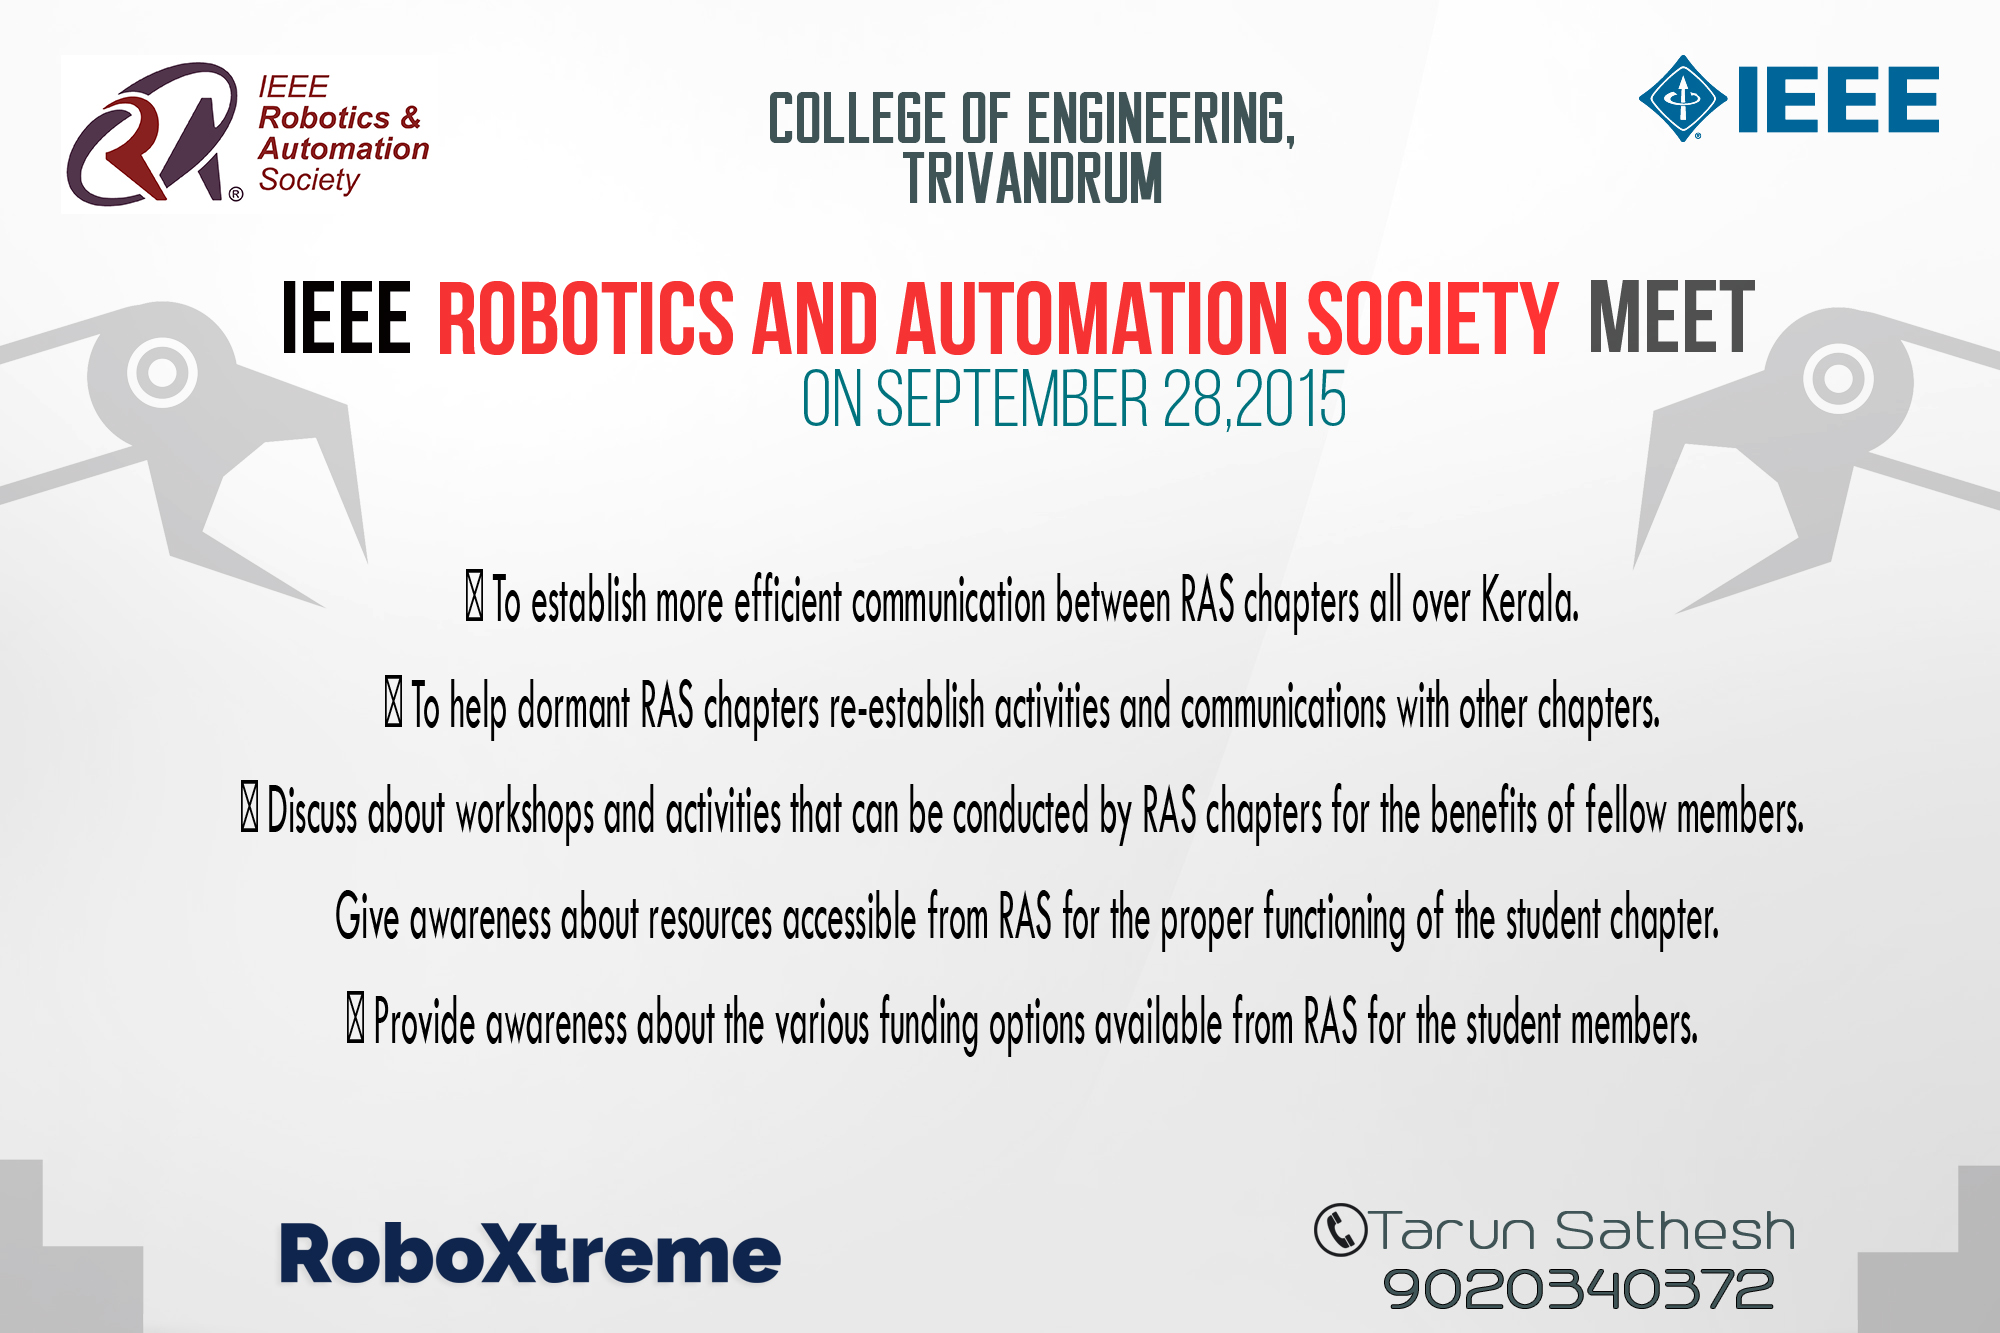 IEEE
Robotics &
Automation
Society
®
COLLEGE OF ENGINEERING,
TRIVANDRUM
IEEE
IEEE ROBOTICS AND AUTOMATION SOCIETY MEET
ON SEPTEMBER 28,2015
To establish more efficient communication between RAS chapters all over Kerala.
To help dormant RAS chapters re-establish activities and communications with other chapters.
Discuss about workshops and activities that can be conducted by RAS chapters for the benefits of fellow members.
Give awareness about resources accessible from RAS for the proper functioning of the student chapter.
Provide awareness about the various funding options available from RAS for the student members.
RoboXtreme
Tarun Sathesh
9020340372